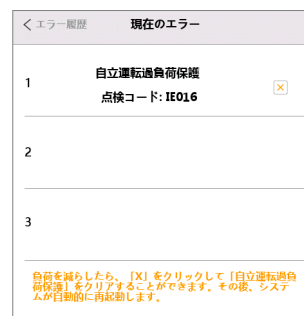 < エラー履歴 現在のエラー
1 自立運転過負荷保護
点検コード: IE016
2
3
負荷を減らしたら、「X」をクリックして「自立運転過負
荷保護」をクリアすることができます。その後、システ
ムが自動的に再起動します。